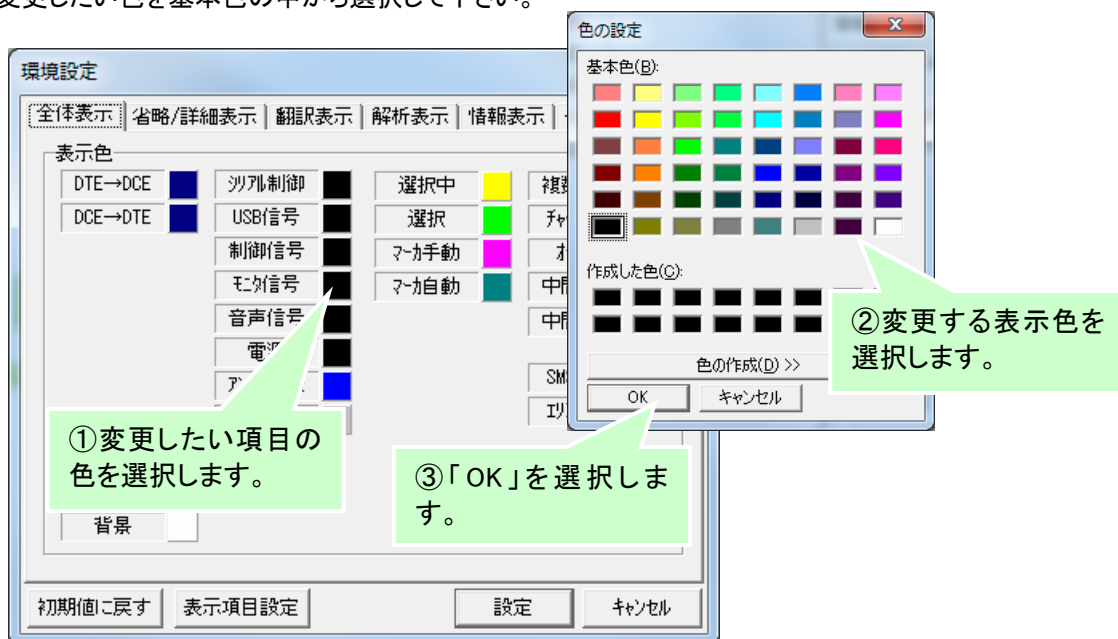 変更したい色を基本色の中から選択して下さい。
環境設定
全体表示 省略/詳細表示 翻訳表示 解析表示 情報表示
表示色
DTE→DCE ｼﾘｱﾙ制御 選択中
DCE→DTE USB信号 選択
制御信号 ﾏｰｶ手動
ﾓﾆﾀ信号 ﾏｰｶ自動
音声信号
背景
初期値に戻す 表示項目設定 設定 ｷｬﾝｾﾙ
色の設定
基本色(B):
作成した色(C):
色の作成(D) >>
OK キャンセル
①変更したい項目の
色を選択します。
②変更する表示色を
選択します。
③「OK」を選択しま
す。